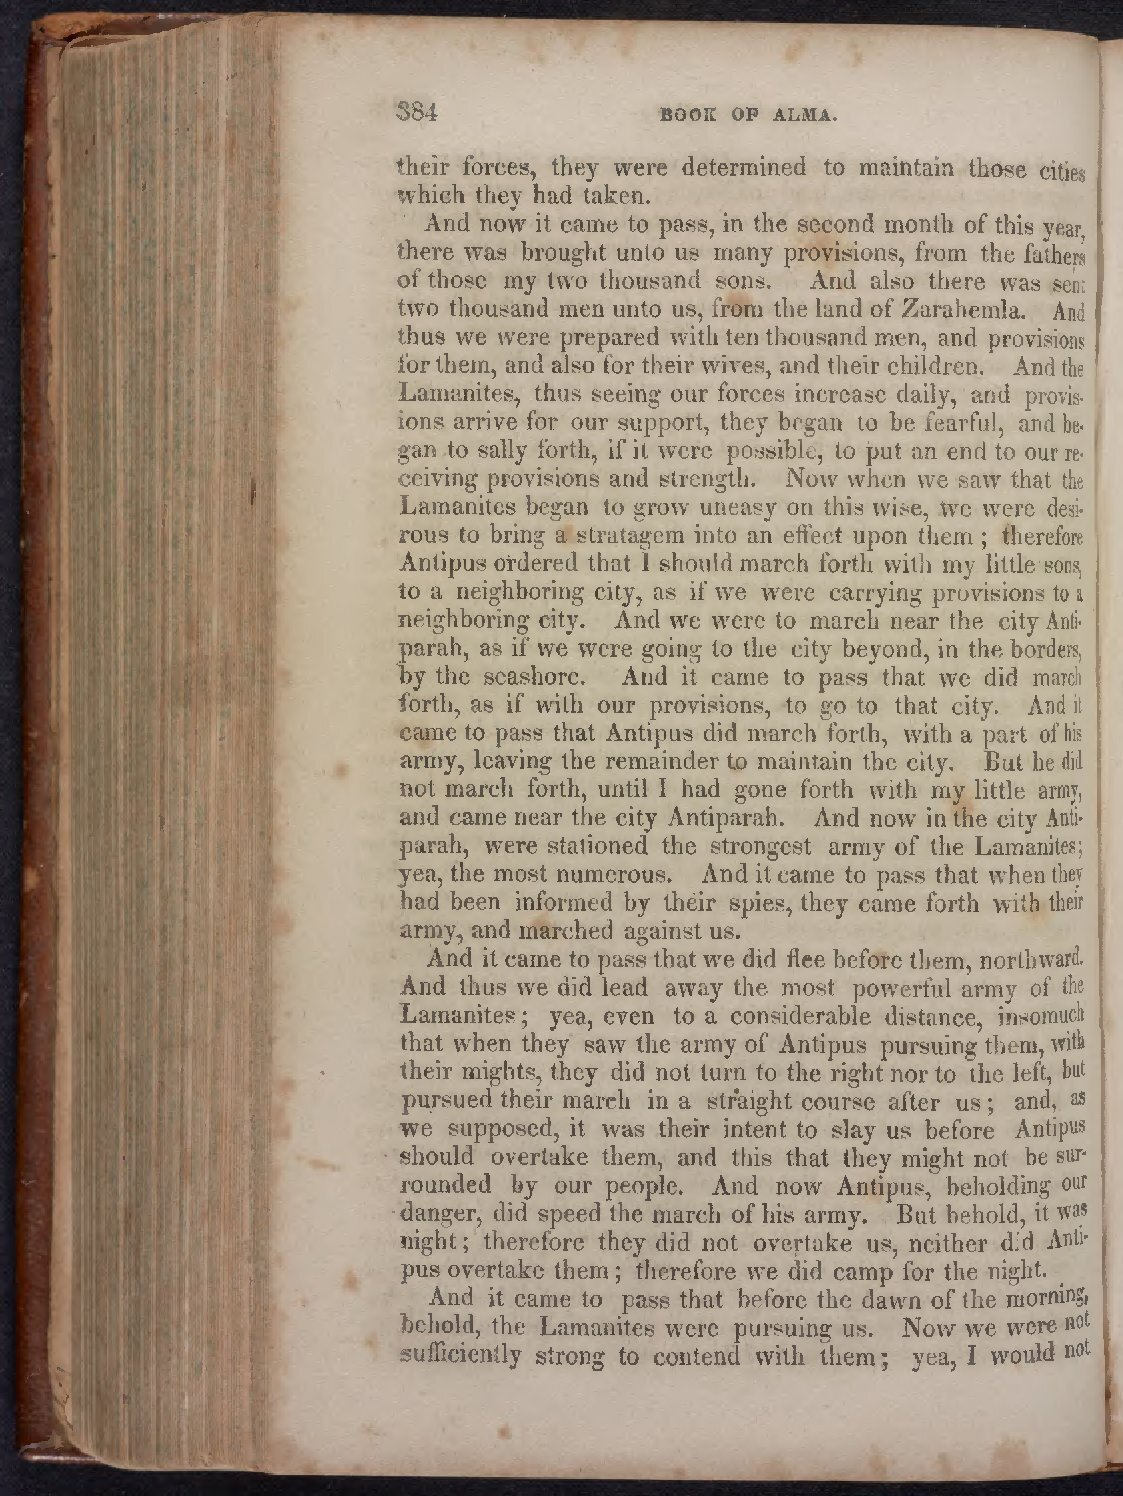 384 BOOK OF ALMA.
their forces, they were determined to maintain those cities
which they had taken.
And now it came to pass, in the second month of this year,
there was brought unto us many provisions, from the fathers
of those my two thousand sons. And also there was sent
two thousand men unto us, from the land of Zarahemla. And
thus we were prepared with ten thousand men, and provisions
for them, and also for their wives, and their children. And the
Lamanites, thus seeing our forces increase daily, and provis-
ions arrive for our support, they began to be fearful, and be-
gan to sally forth, if it were possible, to put an end to our re-
ceiving provisions and strength. Now when we saw that the
Lamanites began to grow uneasy on this wise, we were desi-
rous to bring a stratagem into an effect upon them; therefore
Antipus ordered that I should march forth with my little sons,
to a neighboring city, as if we were carrying provisions to a
neighboring city. And we were to march near the city Anti-
parah, as if we were going to the city beyond, in the borders,
by the seashore. And it came to pass that we did march
forth, as if with our provisions, to go to that city. And it
came to pass that Antipus did march forth, with a part of his
army, leaving the remainder to maintain the city. But he did
not march forth, until I had gone forth with my little army,
and came near the city Antiparah. And now in the city Anti-
parah, were stationed the strongest army of the Lamanites;
yea, the most numerous. And it came to pass that when they
had been informed by their spies, they came forth with their
army, and marched against us.
And it came to pass that we did flee before them, northward.
And thus we did lead away the most powerful army of the
Lamanites; yea, even to a considerable distance, insomuch
that when they saw the army of Antipus pursuing them, with
their mights, they did not turn to the right nor to the left, but
pursued their march in a straight course after us; and, as
we supposed, it was their intent to slay us before Antipus
should overtake them, and this that they might not be sur-
rounded by our people. And now Antipus, beholding our
danger, did speed the march of his army. But behold, it was
night; therefore they did not overtake us, neither did Anti-
pus overtake them; therefore we did camp for the night.
And it came to pass that before the dawn of the morning,
behold, the Lamanites were pursuing us. Now we were not
sufficiently strong to contend with them; yea, I would not